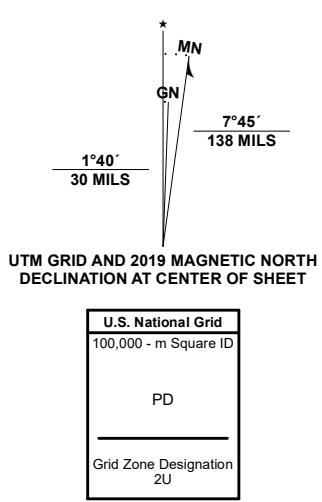 ★
MN
GN
7°45´
138 MILS
1°40´
30 MILS
UTM GRID AND 2019 MAGNETIC NORTH
DECLINATION AT CENTER OF SHEET
U.S. National Grid
100,000 - m Square ID
PD
Grid Zone Designation
2U